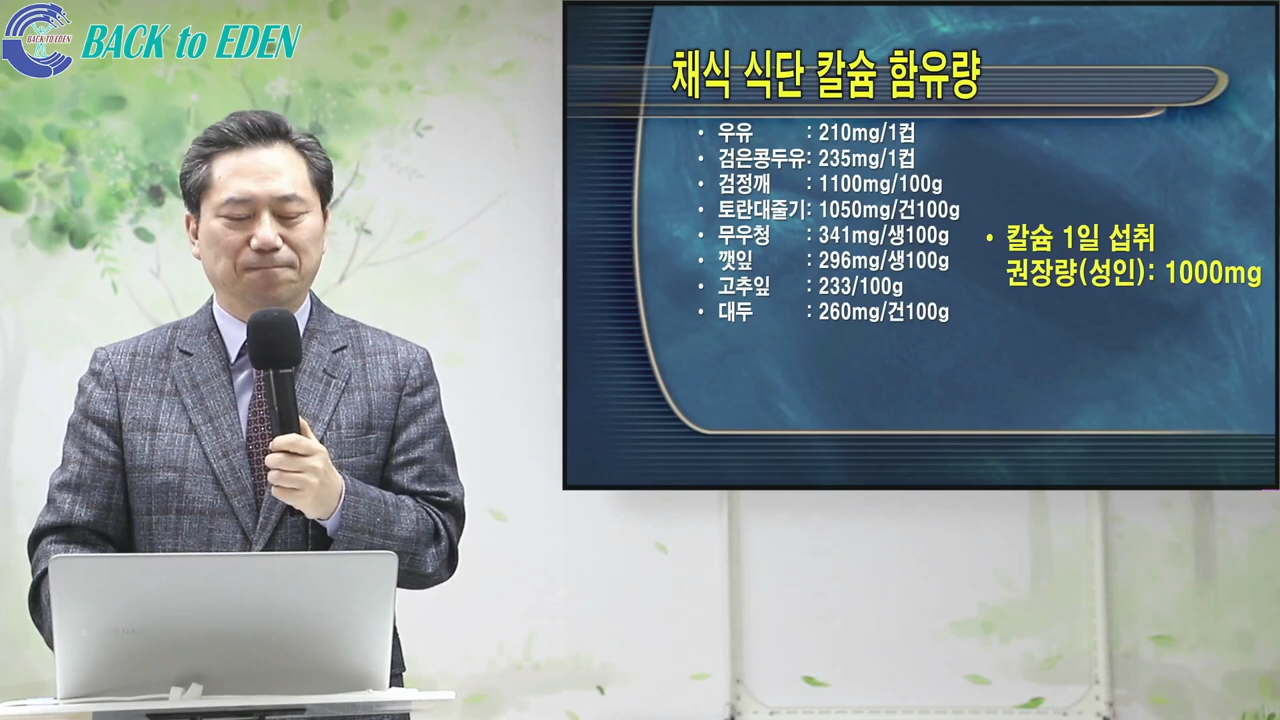 BACK TO EDEN
BACK to EDEN
채식 식단 칼슘 함유량
• 우유 : 210mg/1컵
• 검은콩두유: 235mg/1컵
• 검정깨 : 1100mg/100g
• 토란대줄기: 1050mg/건100g
• 무우청 : 341mg/생100g
• 깻잎 : 296mg/생100g
• 고추잎 : 233/100g
• 대두 : 260mg/건100g
• 칼슘 1일 섭취
권장량(성인): 1000mg